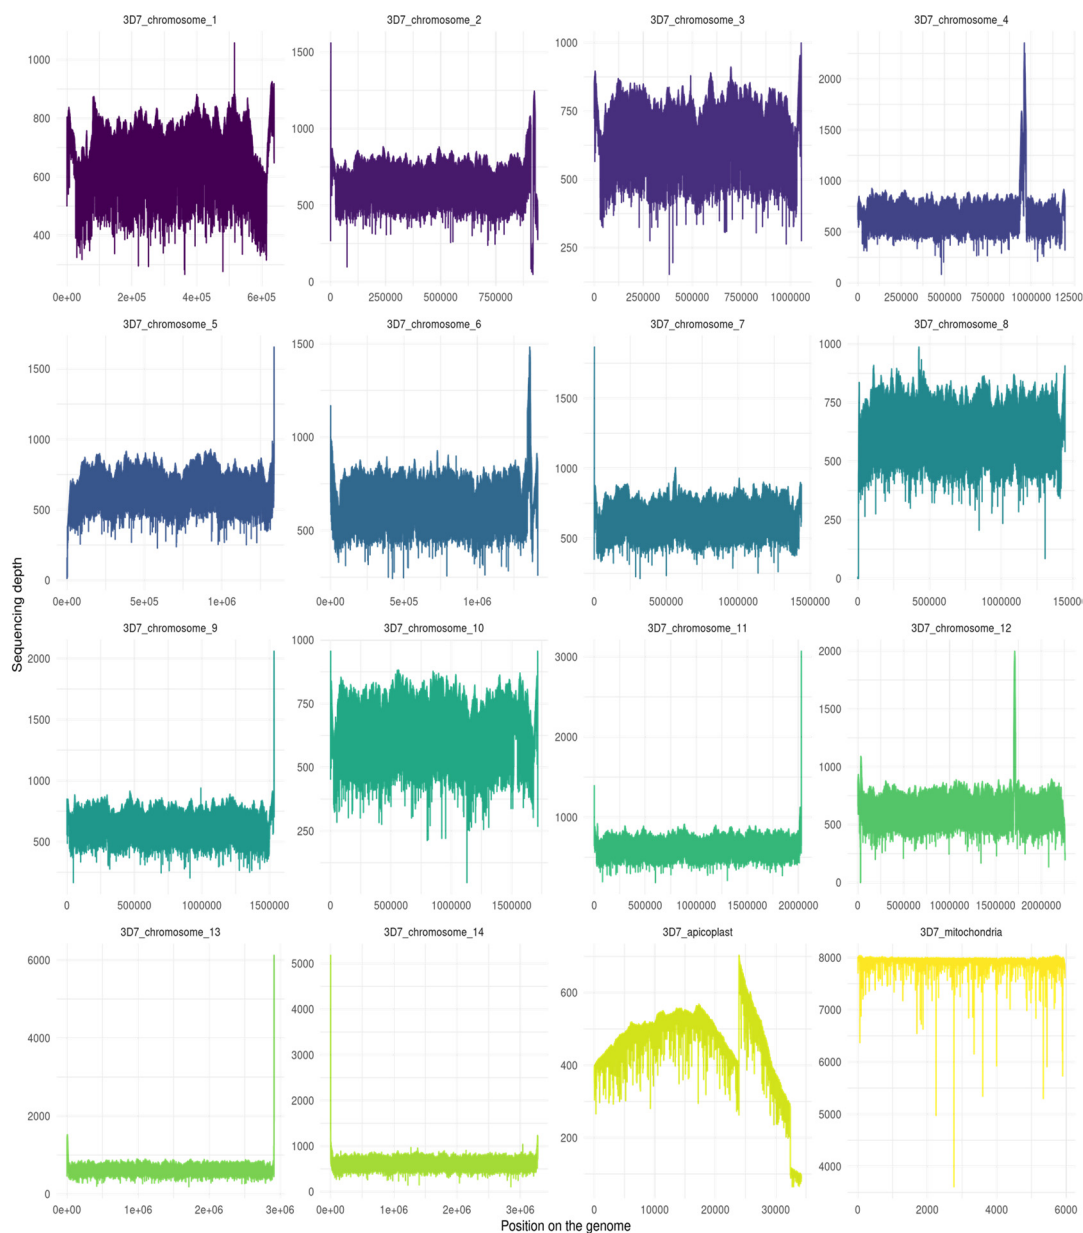 3D7_chromosome_1 3D7_chromosome_2 3D7_chromosome_3 3D7_chromosome_4
1000 800 600 400
0e+00 2e+05 4e+05 6e+05
1500 1000 500 0
0 250000 500000 750000
1000 750 500 250
0 250000 500000 750000 1000000
2000 1500 1000 500 0
0 250000 500000 750000 1000000 12500
3D7_chromosome_5 3D7_chromosome_6 3D7_chromosome_7 3D7_chromosome_8
1500 1000 500 0
0e+00 5e+05 1e+06
1500 1000 500
0e+00 5e+05 1e+06
1500 1000 500
0 500000 1000000 1500000
1000 750 500 250 0
0 500000 1000000 15000
Sequencing depth
3D7_chromosome_9 3D7_chromosome_10 3D7_chromosome_11 3D7_chromosome_12
2000 1500 1000 500
0 500000 1000000 1500000
1000 750 500 250
0 500000 1000000 1500000
3000 2000 1000
0 500000 1000000 1500000 2000000
2000 1500 1000 500 0
0 500000 1000000 1500000 2000000
3D7_chromosome_13 3D7_chromosome_14 3D7_apicoplast 3D7_mitochondria
6000 4000 2000 0
0e+00 1e+06 2e+06 3e+06
5000 4000 3000 2000 1000 0
0e+00 1e+06 2e+06 3e+06
600 400 200
0 10000 20000 30000
8000 7000 6000 5000 4000
0 2000 4000 6000
Position on the genome